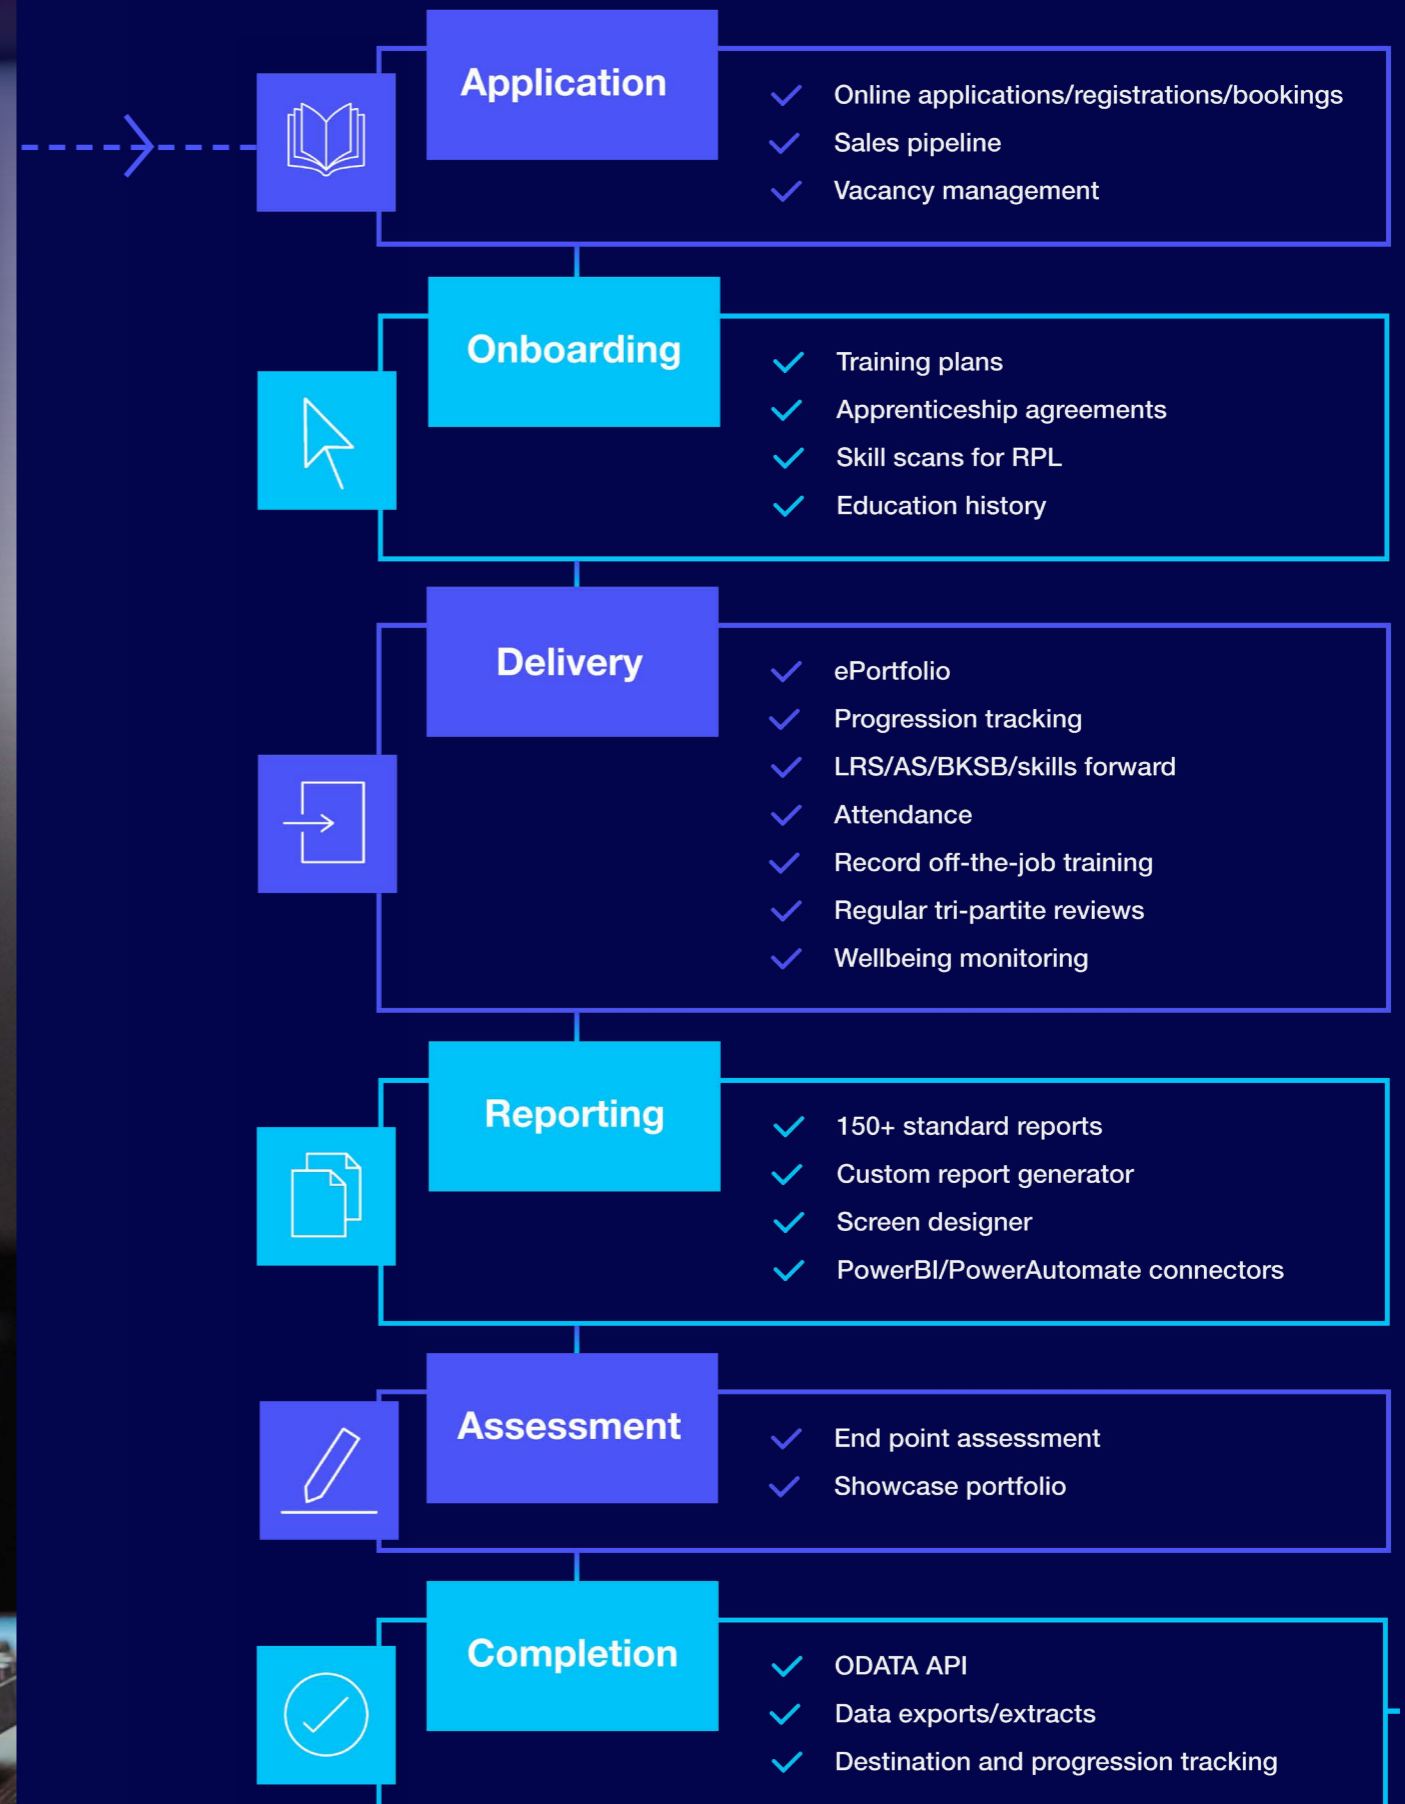 Application
Online applications/registrations/bookings
Sales pipeline
Vacancy management
Onboarding
Training plans
Apprenticeship agreements
Skill scans for RPL
Education history
Delivery
ePortfolio
Progression tracking
LRS/AS/BKSB/skills forward
Attendance
Record off-the-job training
Regular tri-partite reviews
Wellbeing monitoring
Reporting
150+ standard reports
Custom report generator
Screen designer
PowerBI/PowerAutomate connectors
Assessment
End point assessment
Showcase portfolio
Completion
ODATA API
Data exports/extracts
Destination and progression tracking